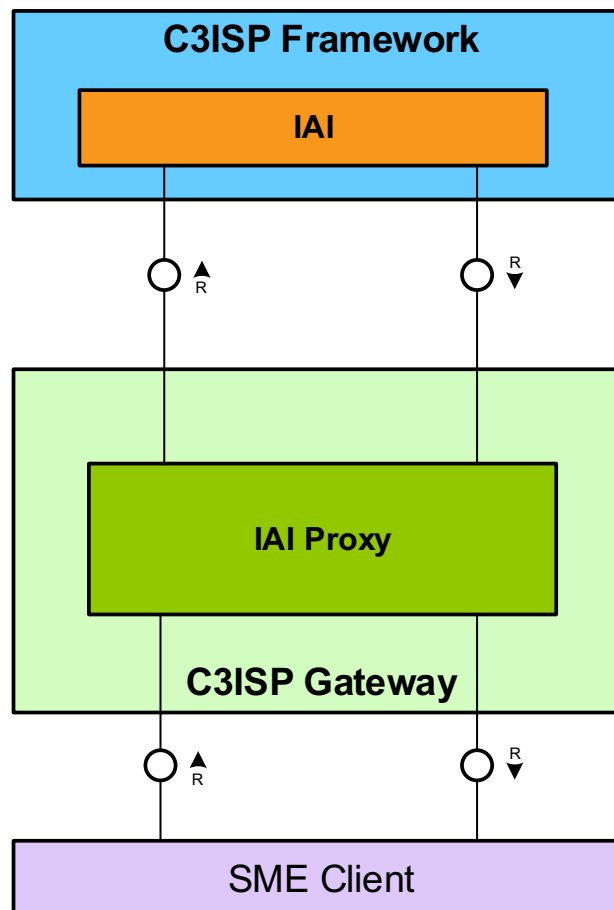 C3ISP Framework
IAI
R
R
IAI Proxy
C3ISP Gateway
R
R
SME Client